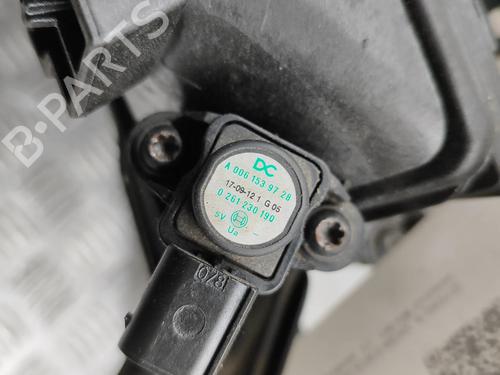 DC
A 006 153 97 28
17-09-12 1 G 05
0 261 230 190
5V
Ua
B-PARTS